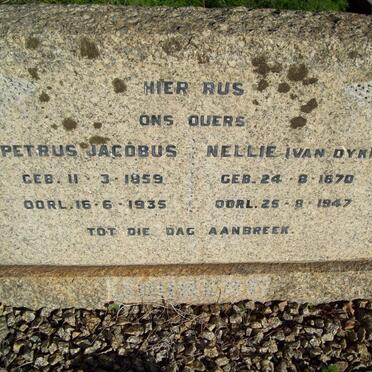 HIER RUS
ONS OUERS
PETRUS JACOBUS NELLIE (VAN DYK)
GEB. 11-3-1859 GEB. 24-8-1870
OORL. 16-6-1935 OORL. 25-8-1947
TOT DIE DAG AANBREEK.